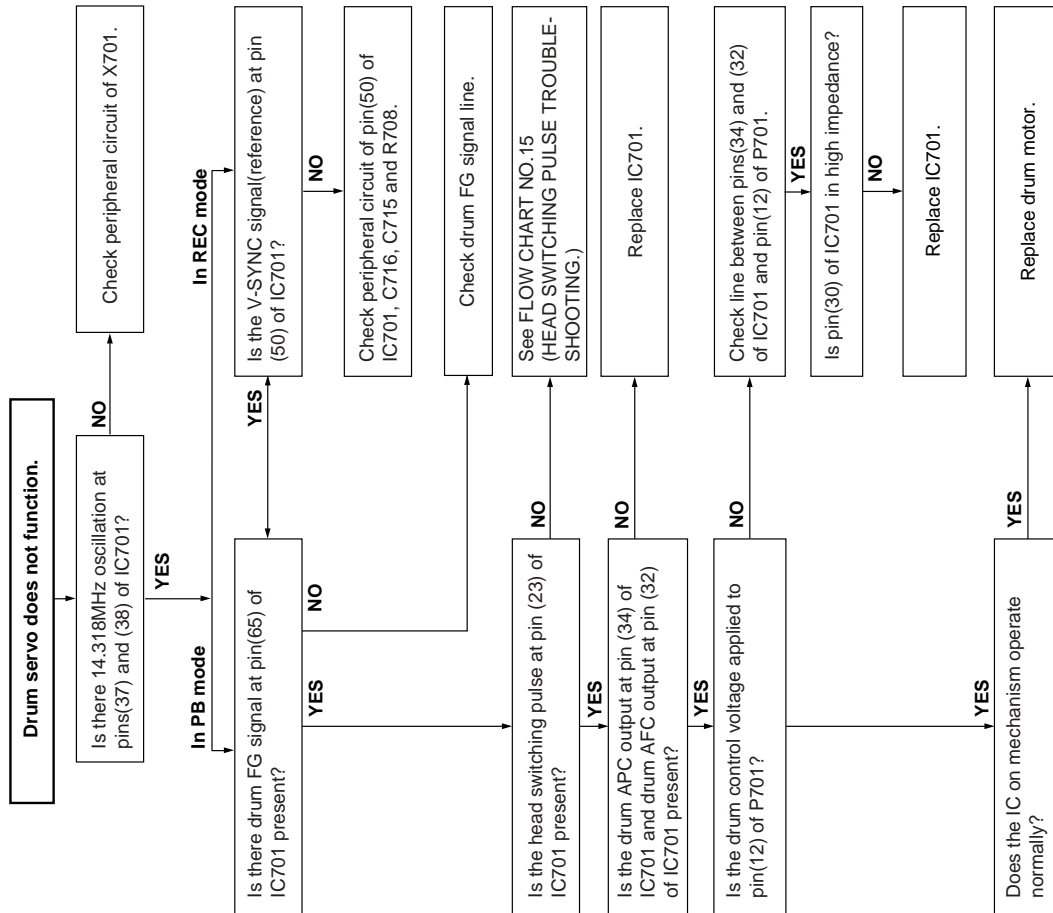 Drum servo does not function.
Is there 14.318MHz oscillation at
pins(37) and (38) of IC701?
NO
Check peripheral circuit of X701.
YES
In PB mode
In REC mode
Is there drum FG signal at pin(65) of
IC701 present?
YES
Is the V-SYNC signal(reference) at pin
(50) of IC701?
NO
Check peripheral circuit of pin(50) of
IC701, C716, C715 and R708.
NO
Check drum FG signal line.
YES
Is the head switching pulse at pin (23) of
IC701 present?
NO
See FLOW CHART NO.15
(HEAD SWITCHING PULSE TROUBLE-
SHOOTING.)
YES
Is the drum APC output at pin (34) of
IC701 and drum AFC output at pin (32)
of IC701 present?
NO
Replace IC701.
YES
Is the drum control voltage applied to
pin(12) of P701?
NO
Check line between pins(34) and (32)
of IC701 and pin(12) of P701.
YES
Is pin(30) of IC701 in high impedance?
NO
Replace IC701.
YES
Does the IC on mechanism operate
normally?
YES
Replace drum motor.